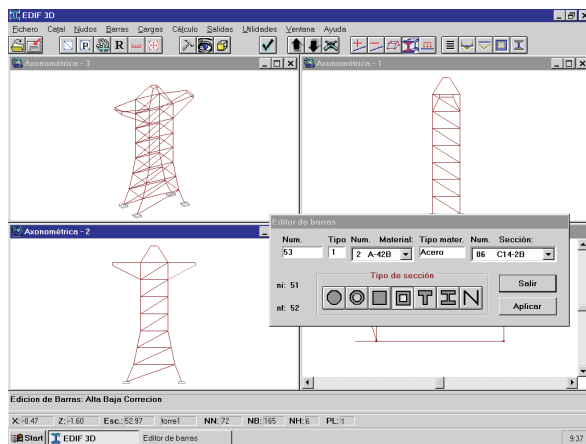 EDIF 3D
Fichero Catal Nudos Barras Cargas Cálculo Salidas Utilidades Ventana Ayuda
P. R
Axonométrica - 3
Axonométrica - 1
Axonométrica - 2
Editor de barras
Num. Tipo Num. Material: Tipo mater. Num. Sección:
53 1 2 A-42B Acero 86 C14-2B
Tipo de sección
ni: 51
nf: 52
Salir
Aplicar
Edicion de Barras: Alta Baja Correcion
X:-0.47 Z:-1.60 Esc.:52.97 torre1 NN:72 NB:165 NH:6 PL:1
Start EDIF 3D Editor de barras 9:37